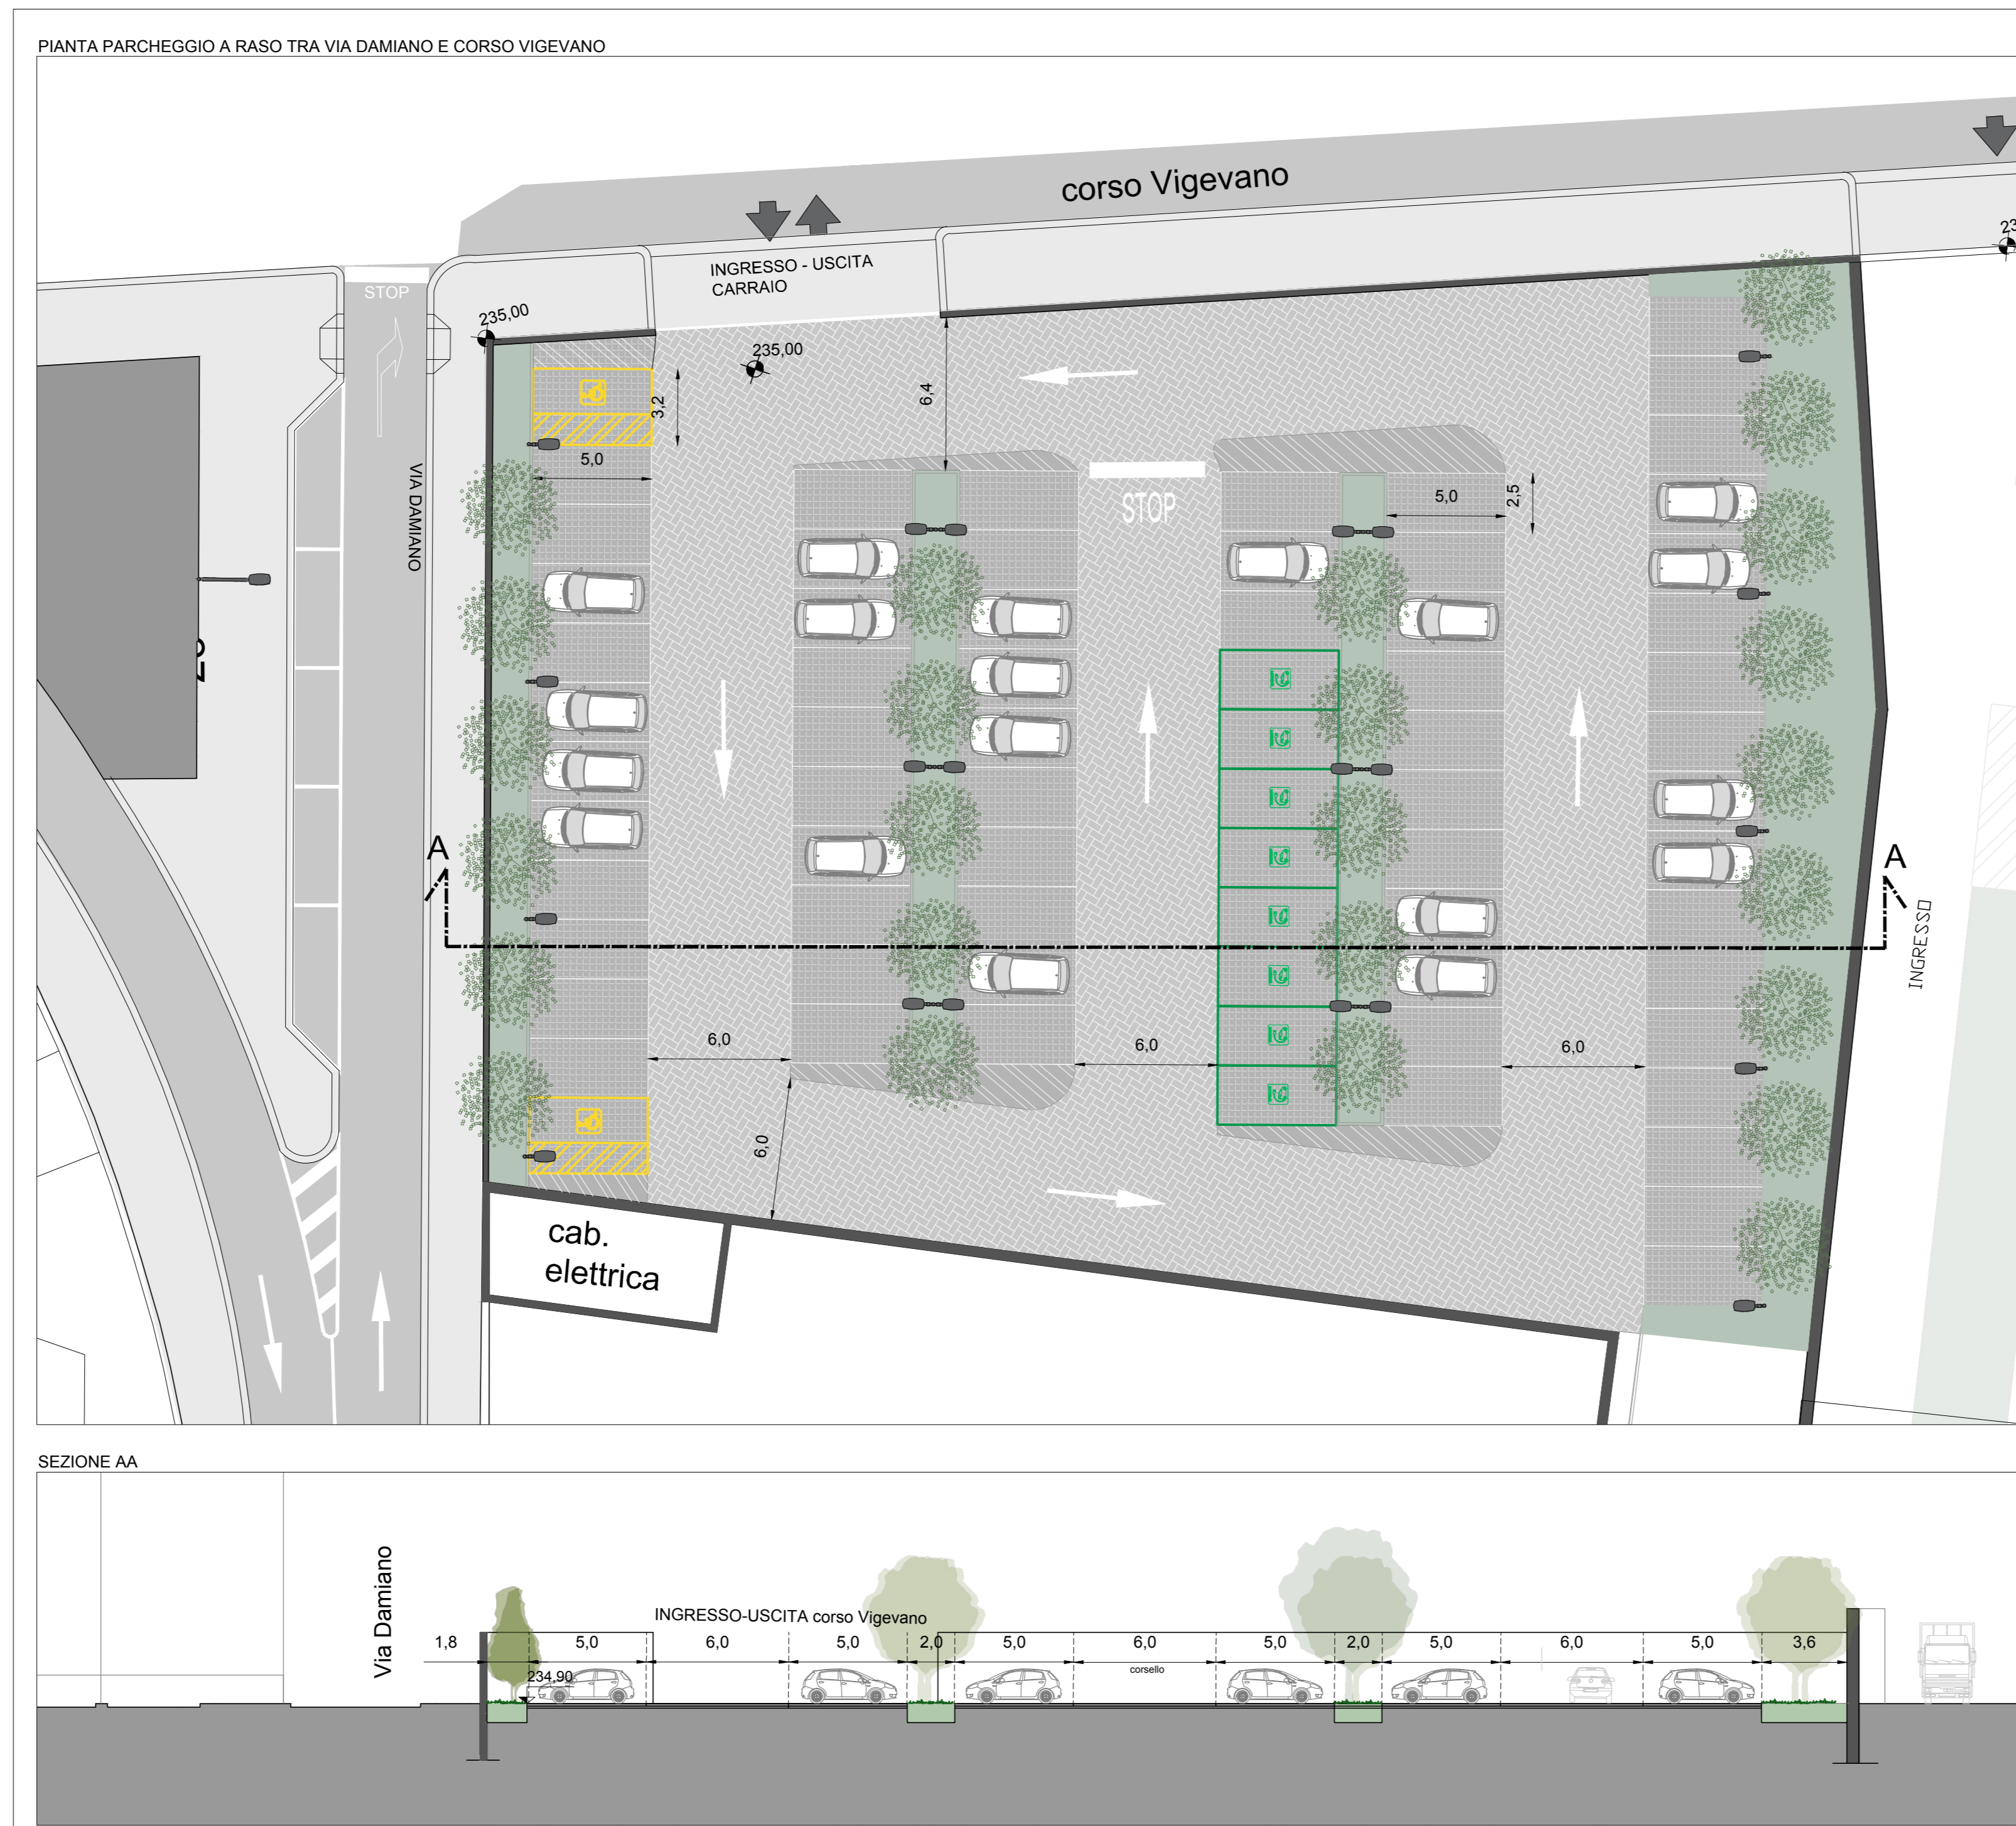 PIANTA PARCHEGGIO A RASO TRA VIA DAMIANO E CORSO VIGEVANO
corso Vigevano
INGRESSO - USCITA
CARRAIO
STOP
235,00
235,00
3,2
6,4
5,0
VIA DAMIANO
STOP
5,0
2,5
A
A
INGRESSO
6,0
6,0
6,0
6,0
cab.
elettrica
SEZIONE AA
Via Damiano
INGRESSO-USCITA corso Vigevano
1,8
5,0
6,0
5,0
2,0
5,0
6,0
5,0
2,0
5,0
6,0
5,0
3,6
corsello
234,90